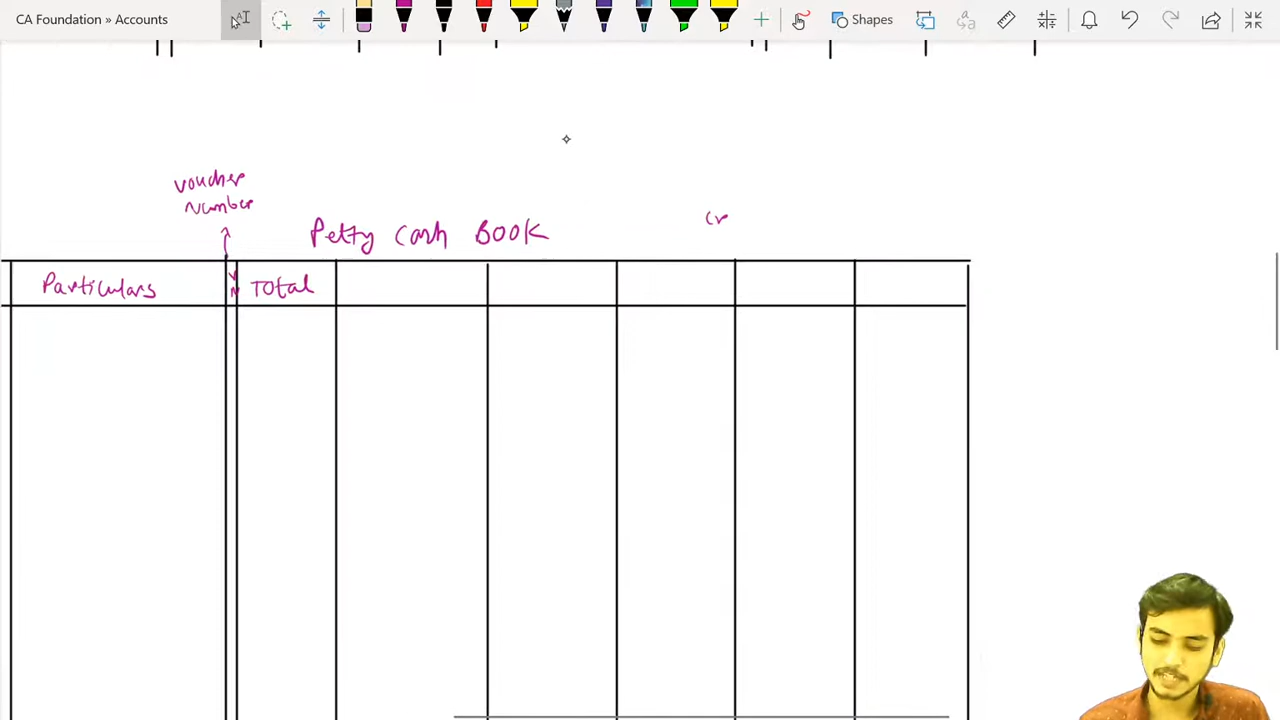 CA Foundation » Accounts
Shapes
Voucher
Number
Petty Cash BOOK
Cr
Particulars
V
N
Total